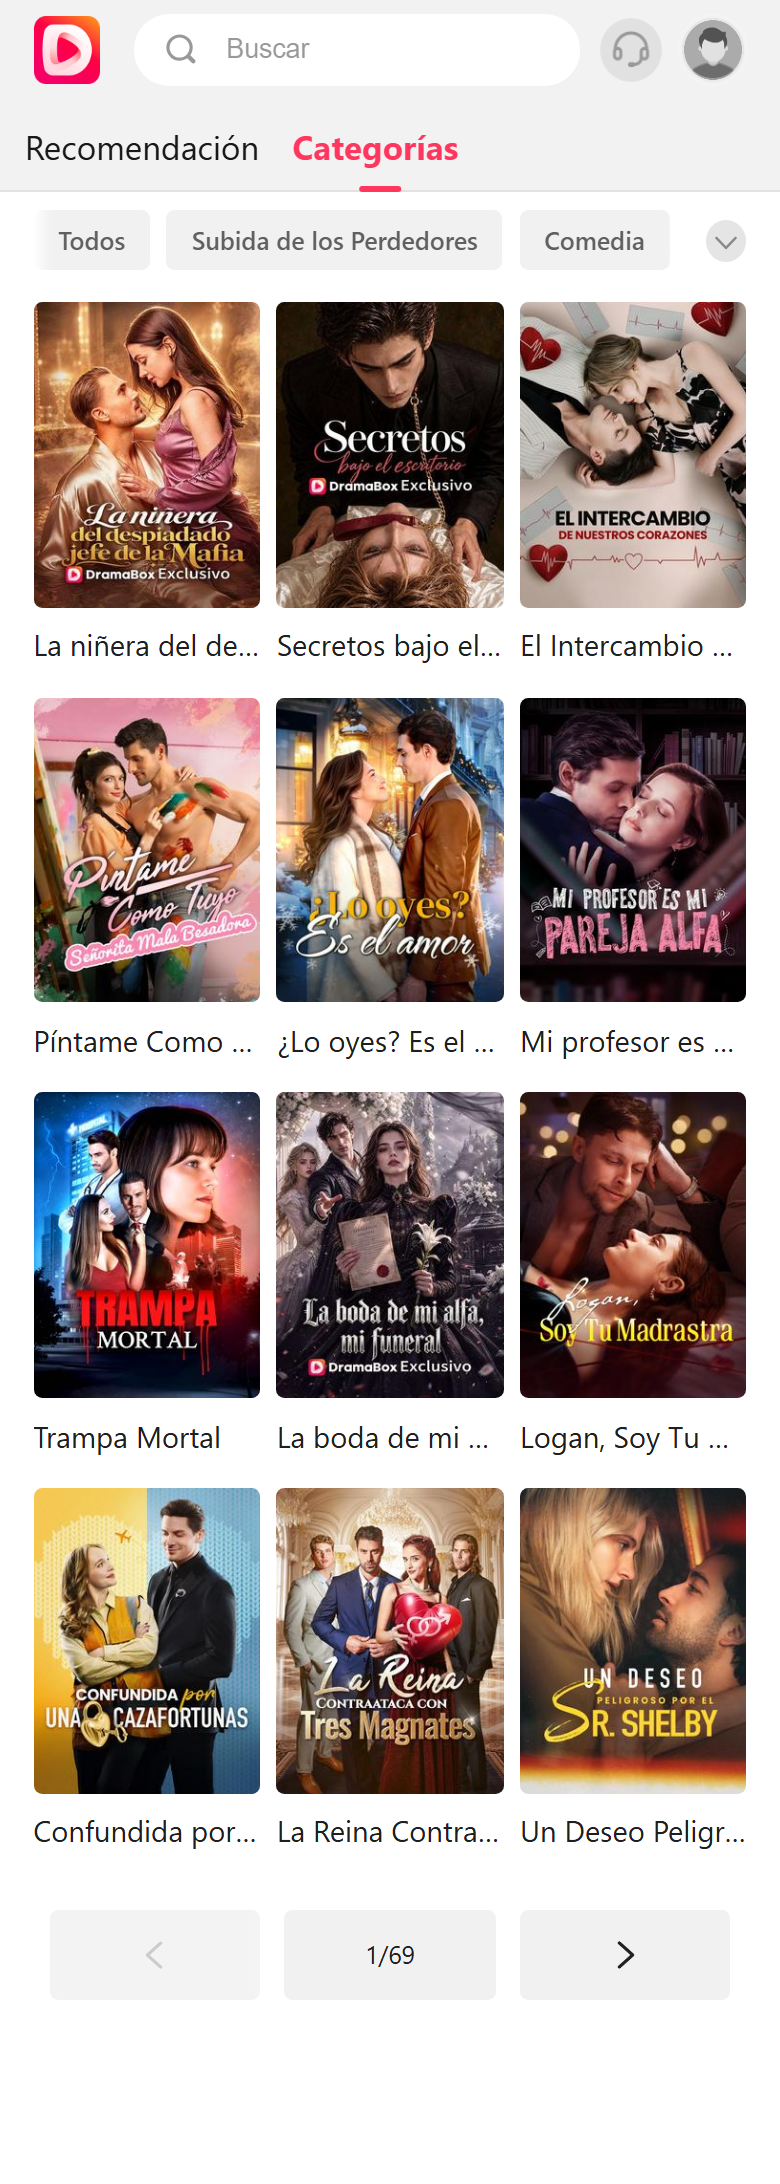 Buscar
Recomendación
Categorías
Todos
Subida de los Perdedores
Comedia
La niñera
del despiadado
jefe de la Mafia
DramaBox Exclusivo
Secretos
bajo el escritorio
DramaBox Exclusivo
EL INTERCAMBIO
DE NUESTROS CORAZONES
La niñera del de...
Secretos bajo el...
El Intercambio ...
Píntame
Como Tuyo
Señorita Mala Besadora
¿Lo oyes?
Es el amor
MI PROFESOR ES MI
PAREJA ALFA
Píntame Como ...
¿Lo oyes? Es el ...
Mi profesor es ...
TRAMPA
MORTAL
La boda de mi alfa,
mi funeral
DramaBox Exclusivo
Logan,
Soy Tu Madrastra
Trampa Mortal
La boda de mi ...
Logan, Soy Tu ...
CONFUNDIDA por
UNA CAZAFORTUNAS
La Reina
CONTRAATACA CON
Tres Magnates
UN DESEO
PELIGROSO POR EL
SR. SHELBY
Confundida por...
La Reina Contra...
Un Deseo Peligr...
1/69